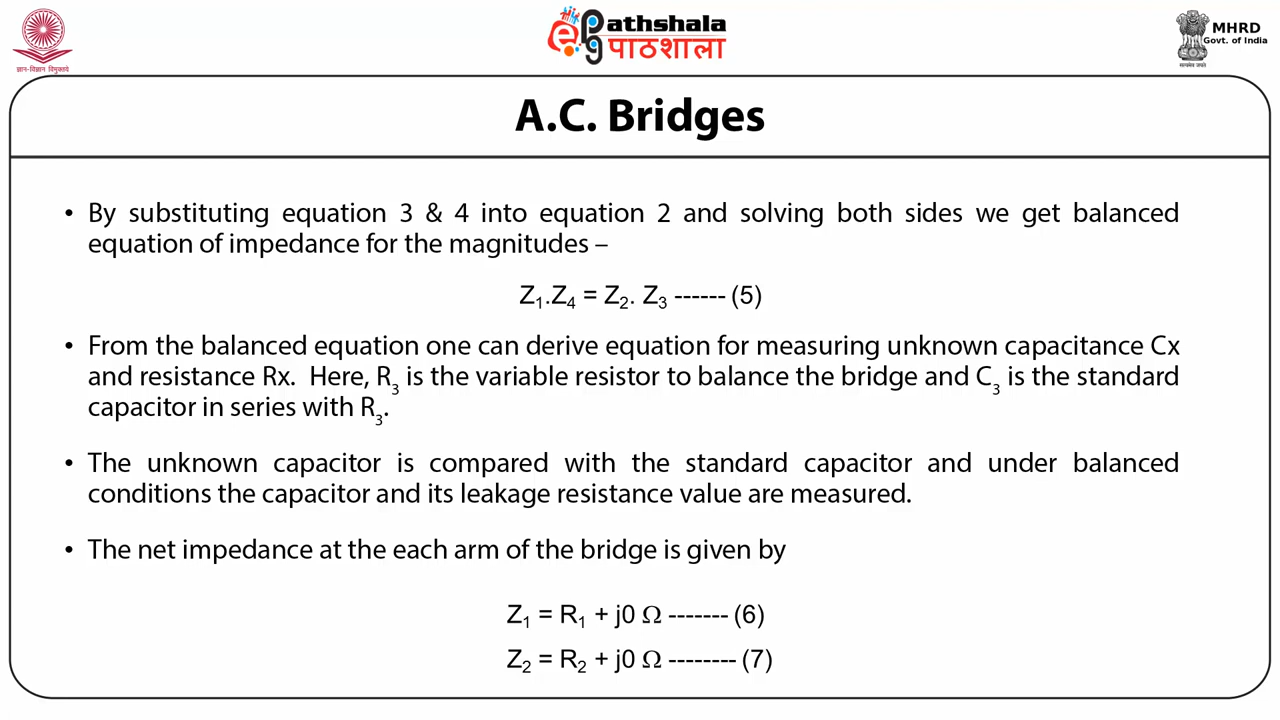 ज्ञान-विज्ञान विमुक्तये
ePathshala
पाठशाला
MHRD
Govt. of India
सत्यमेव जयते
A.C. Bridges
• By substituting equation 3 & 4 into equation 2 and solving both sides we get balanced
equation of impedance for the magnitudes –
Z₁.Z₄ = Z₂. Z₃ ------ (5)
• From the balanced equation one can derive equation for measuring unknown capacitance Cx
and resistance Rx. Here, R₃ is the variable resistor to balance the bridge and C₃ is the standard
capacitor in series with R₃.
• The unknown capacitor is compared with the standard capacitor and under balanced
conditions the capacitor and its leakage resistance value are measured.
• The net impedance at the each arm of the bridge is given by
Z₁ = R₁ + j0 Ω ------- (6)
Z₂ = R₂ + j0 Ω -------- (7)